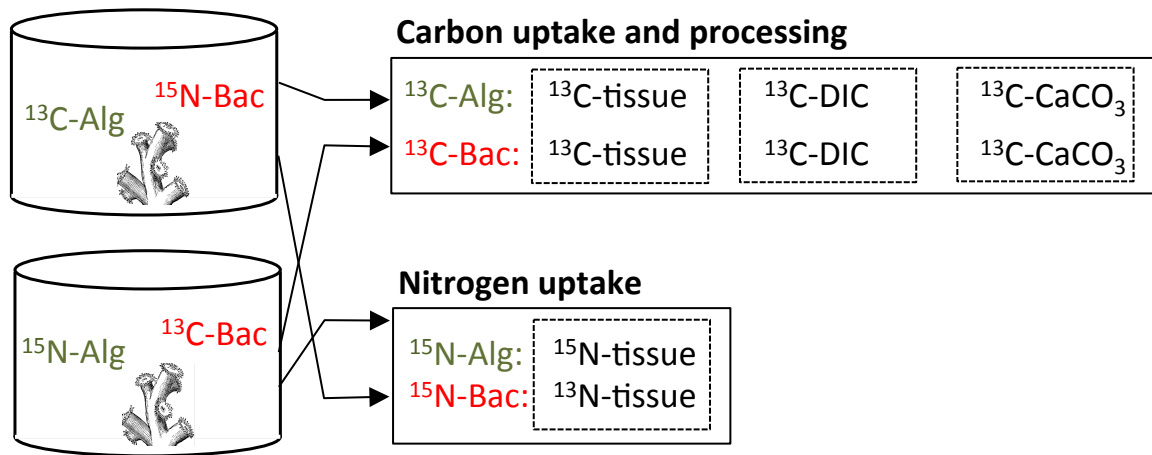 ¹⁵N-Bac
¹³C-Alg
Carbon uptake and processing
¹³C-Alg: ¹³C-tissue ¹³C-DIC ¹³C-CaCO₃
¹³C-Bac: ¹³C-tissue ¹³C-DIC ¹³C-CaCO₃
¹³C-Bac
¹⁵N-Alg
Nitrogen uptake
¹⁵N-Alg: ¹⁵N-tissue
¹⁵N-Bac: ¹³N-tissue